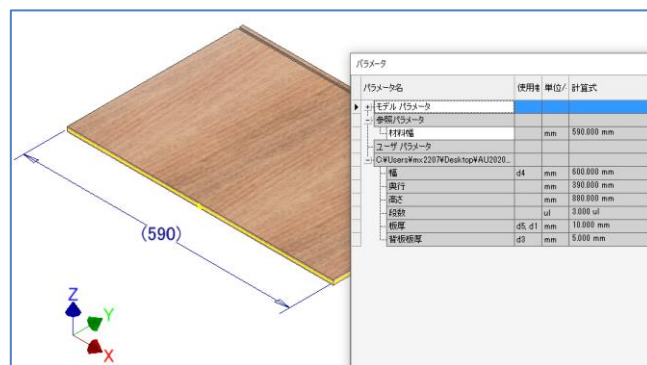 パラメータ
パラメータ名 使用 単位/ 計算式
モデル パラメータ
参照パラメータ
材料幅 mm 590.000 mm
ユーザ パラメータ
C:¥Users¥mx2207¥Desktop¥AU2020...
幅 d4 mm 600.000 mm
奥行 mm 390.000 mm
高さ mm 880.000 mm
段数 ul 3.000 ul
板厚 d5, d1 mm 10.000 mm
背板板厚 d3 mm 5.000 mm
(590)
Z
Y
X